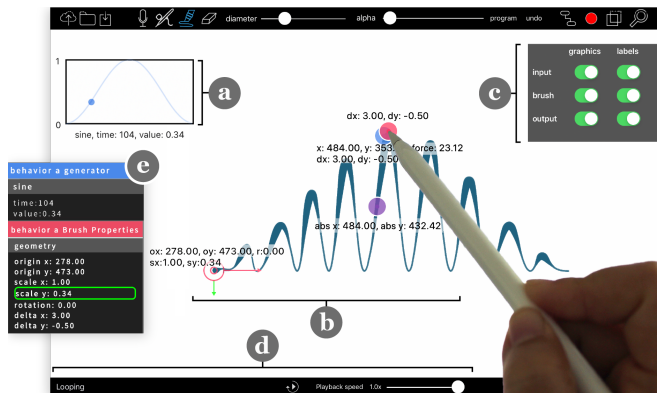 diameter
alpha
program undo
1
0
sine, time: 104, value: 0.34
a
graphics labels
input
brush
output
c
dx: 3.00, dy: -0.50
x: 484.00, y: 353. force: 23.12
dx: 3.00, dy: -0.50
abs x: 484.00, abs y: 432.42
e
behavior a generator
sine
time:104
value:0.34
behavior a Brush Properties
geometry
origin x: 278.00
origin y: 473.00
scale x: 1.00
scale y: 0.34
rotation: 0.00
delta x: 3.00
delta y: -0.50
ox: 278.00, oy: 473.00, r:0.00
sx:1.00, sy:0.34
b
d
Looping
Playback speed 1.0x